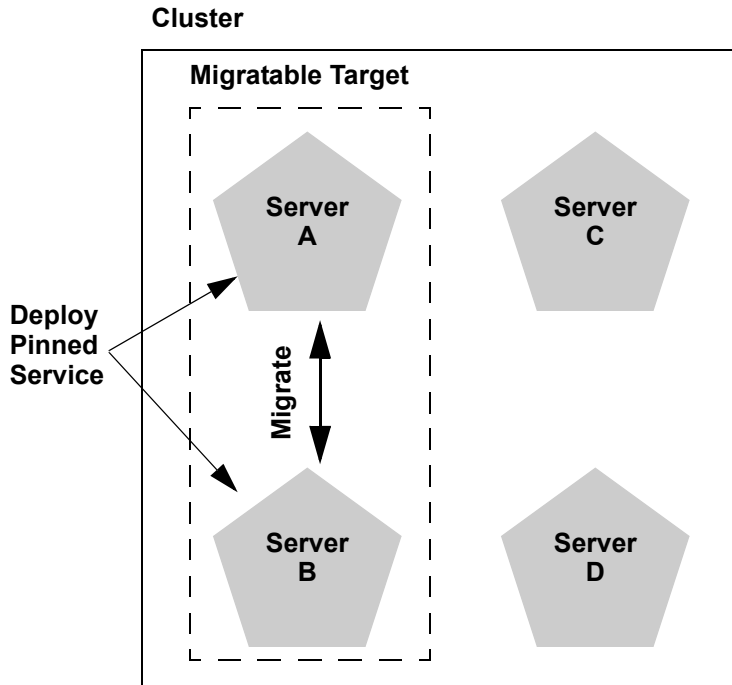 Cluster
Migratable Target
Server
A
Server
C
Deploy
Pinned
Service
Migrate
Server
B
Server
D